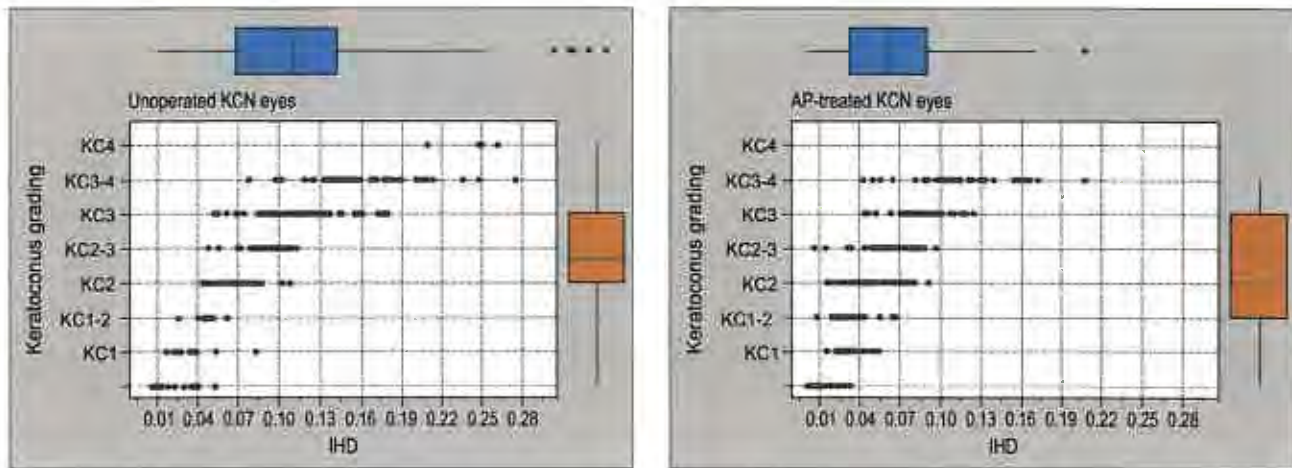 Unoperated KCN eyes
Keratoconus grading
KC4
KC3-4
KC3
KC2-3
KC2
KC1-2
KC1
0.01 0.04 0.07 0.10 0.13 0.16 0.19 0.22 0.25 0.28
IHD
AP-treated KCN eyes
Keratoconus grading
KC4
KC3-4
KC3
KC2-3
KC2
KC1-2
KC1
0.01 0.04 0.07 0.10 0.13 0.16 0.19 0.22 0.25 0.28
IHD